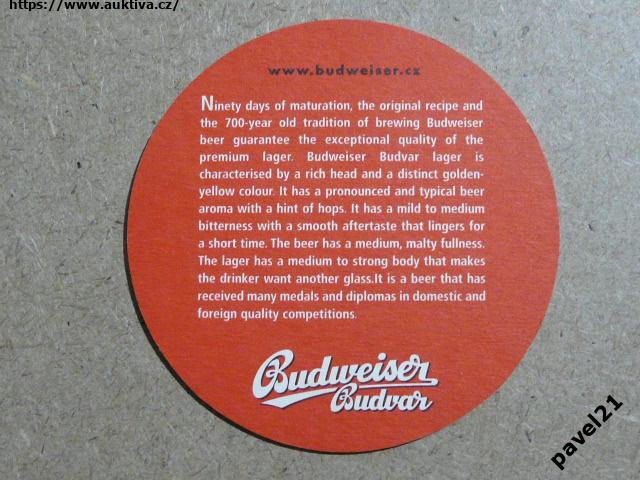 https://www.auktiva.cz/
www.budweiser.cz
Ninety days of maturation, the original recipe and
the 700-year old tradition of brewing Budweiser
beer guarantee the exceptional quality of the
premium lager. Budweiser Budvar lager is
characterised by a rich head and a distinct golden-
yellow colour. It has a pronounced and typical beer
aroma with a hint of hops. It has a mild to medium
bitterness with a smooth aftertaste that lingers for
a short time. The beer has a medium, malty fullness.
The lager has a medium to strong body that makes
the drinker want another glass.It is a beer that has
received many medals and diplomas in domestic and
foreign quality competitions.
Budweiser
Budvar
pavel21